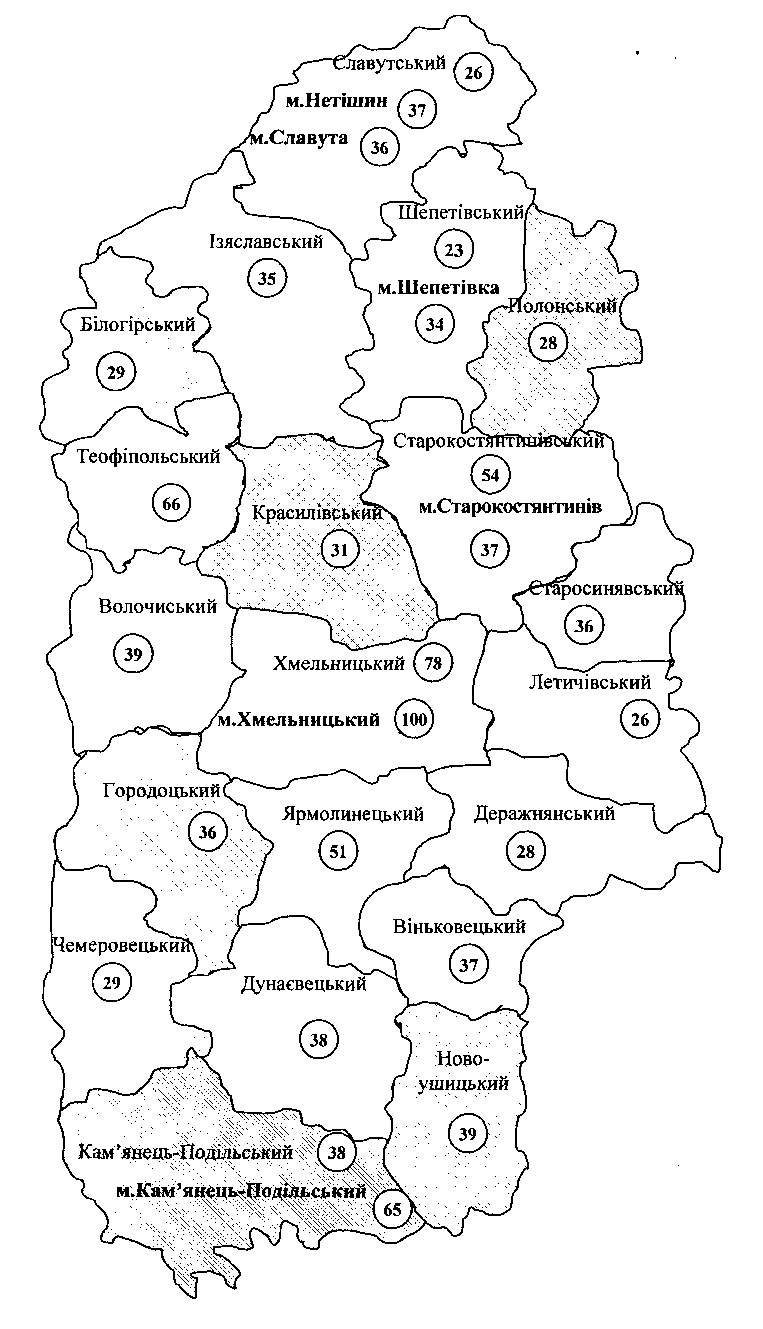 Славутський 26
м.Нетішин 37
м.Славута 36
Шепетівський
23
Ізяславський
35
м.Шепетівка
34
Полонський
28
Білогірський
29
Старокостянтинівський
54
Теофіпольський
66
м.Старокостянтинів
37
Красилівський
31
Старосинявський
36
Волочиський
39
Хмельницький 78
м.Хмельницький 100
Летичівський
26
Городоцький
36
Ярмолинецький
51
Деражнянський
28
Віньковецький
37
Чемеровецький
29
Дунаєвецький
38
Ново-
ушицький
39
Кам’янець-Подільський 38
м.Кам’янець-Подільський 65